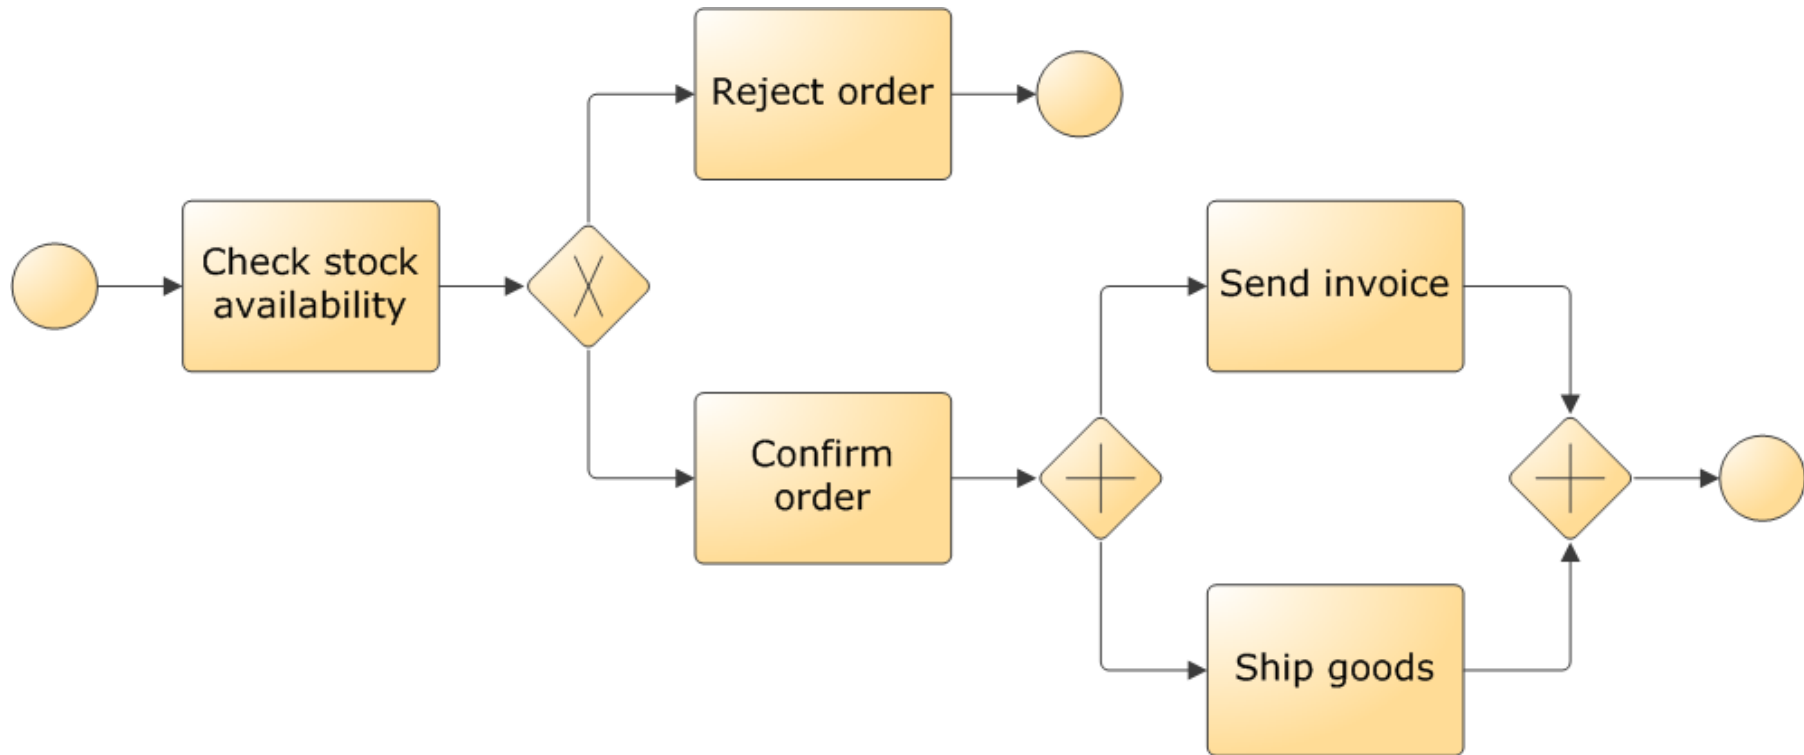 Reject order
Check stock
availability
Send invoice
Confirm
order
Ship goods